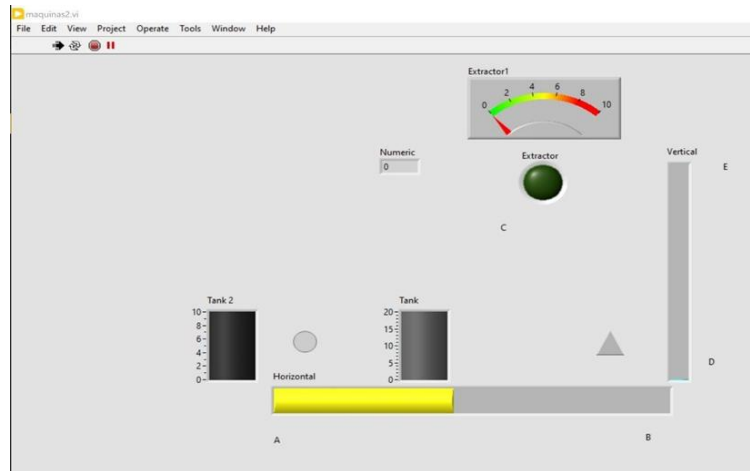 maquinas2.vi
File Edit View Project Operate Tools Window Help
Extractor1
0 2 4 6 8 10
Numeric
0
Extractor
Vertical
E
C
Tank 2
10
8
6
4
2
0
Tank
20
15
10
5
0
D
Horizontal
A
B